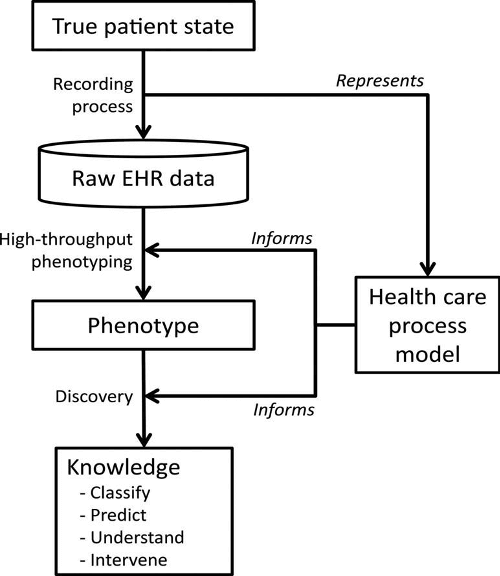 True patient state
Recording
process
Represents
Raw EHR data
High-throughput
phenotyping
Informs
Health care
process
model
Phenotype
Discovery
Informs
Knowledge
- Classify
- Predict
- Understand
- Intervene